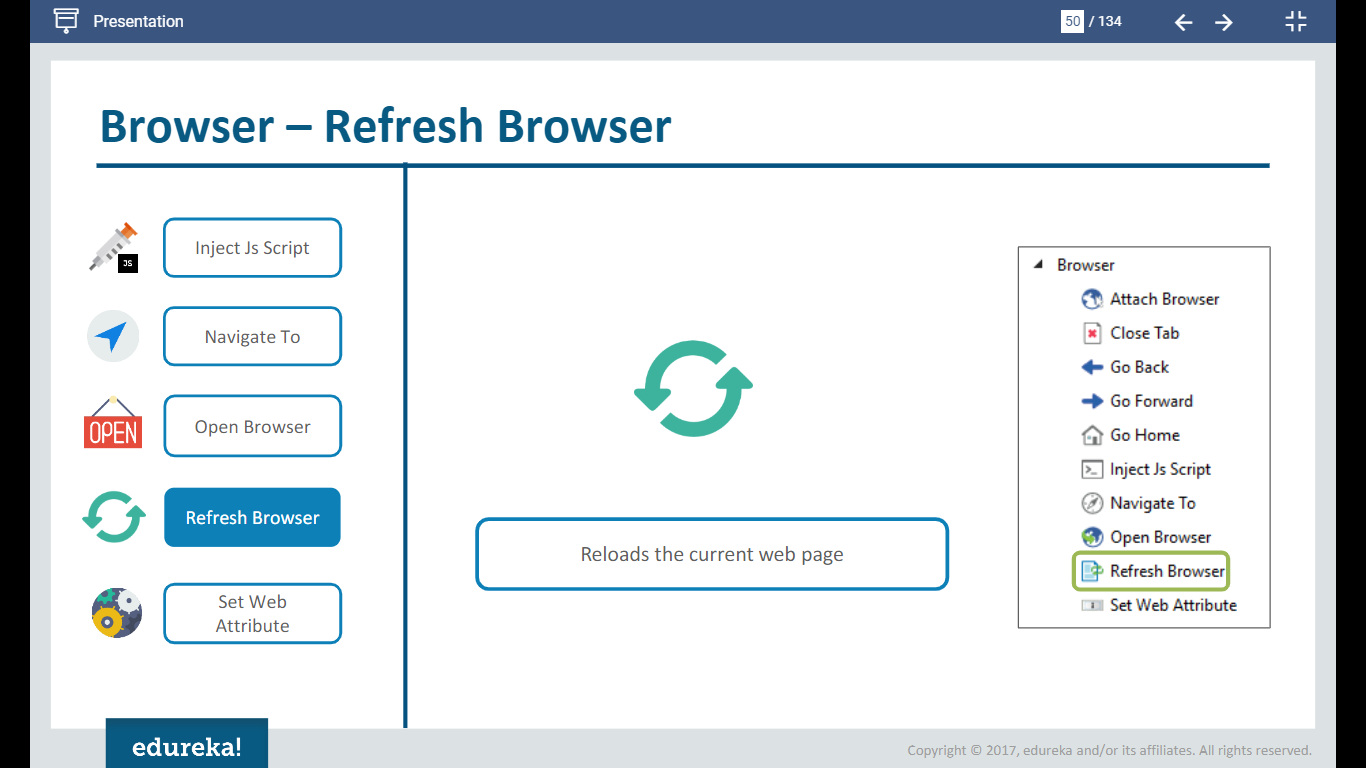 Presentation
50 / 134
Browser – Refresh Browser
JS
Inject Js Script
Navigate To
OPEN
Open Browser
Refresh Browser
Set Web
Attribute
Reloads the current web page
Browser
Attach Browser
Close Tab
Go Back
Go Forward
Go Home
Inject Js Script
Navigate To
Open Browser
Refresh Browser
Set Web Attribute
edureka!
Copyright © 2017, edureka and/or its affiliates. All rights reserved.